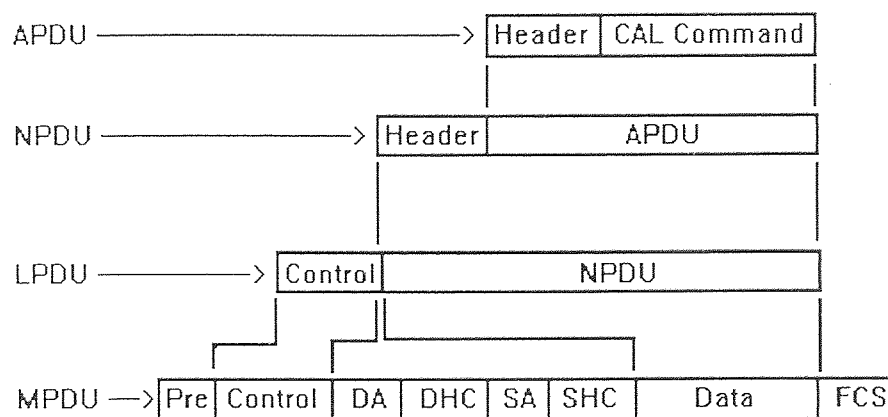 APDU Header CAL Command
NPDU Header APDU
LPDU Control NPDU
MPDU Pre Control DA DHC SA SHC Data FCS